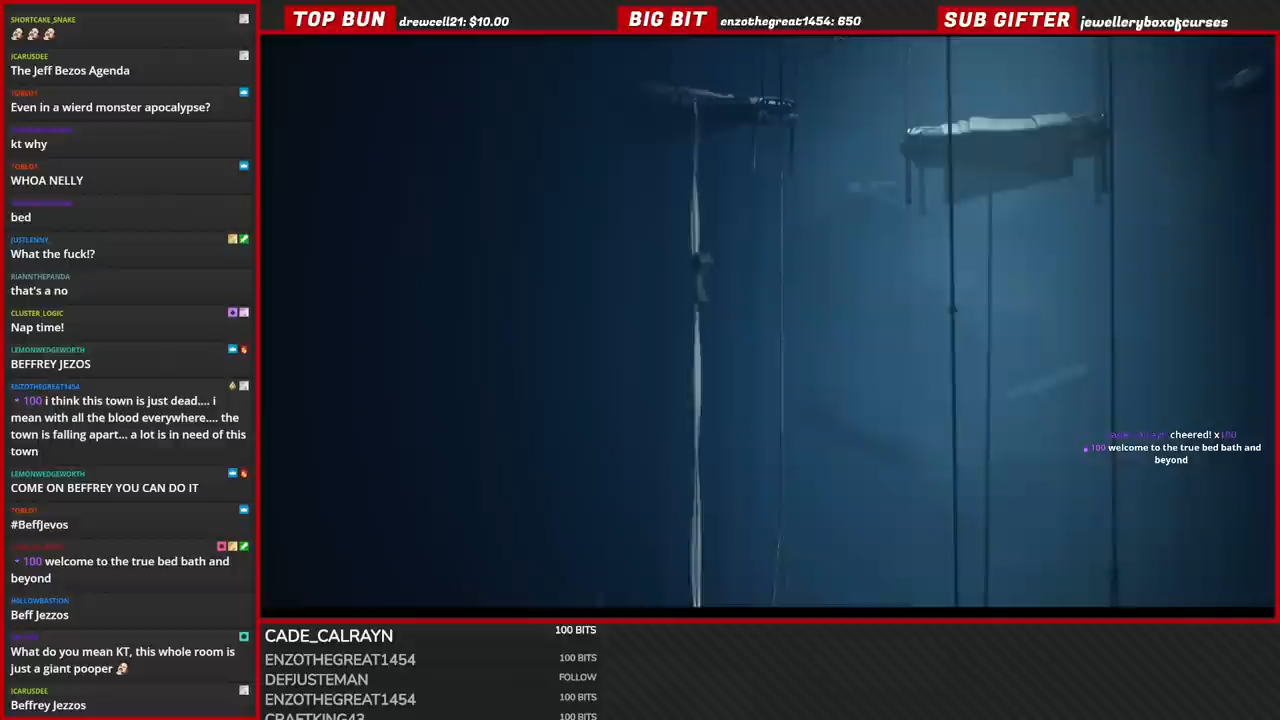 TOP BUN drewcell21: $10.00
BIG BIT enzothegreat1454: 650
SUB GIFTER jewelleryboxofcurses
SHORTCAKE_SNAKE
JCARUSDEE
The Jeff Bezos Agenda
Even in a wierd monster apocalypse?
kt why
WHOA NELLY
bed
JUSTLENNY_
What the fuck!?
RIANNTHEPANDA
that's a no
CLUSTER_LOGIC
Nap time!
LEMONWEDGEWORTH
BEFFREY JEZOS
ENZOTHEGREAT1454
100 i think this town is just dead.... i
mean with all the blood everywhere.... the
town is falling apart... a lot is in need of this
town
LEMONWEDGEWORTH
COME ON BEFFREY YOU CAN DO IT
#BeffJevos
100 welcome to the true bed bath and
beyond
H0LLOWBASTION
Beff Jezzos
What do you mean KT, this whole room is
just a giant pooper
JCARUSDEE
Beffrey Jezzos
cheered! x100
100 welcome to the true bed bath and
beyond
CADE_CALRAYN 100 BITS
ENZOTHEGREAT1454 100 BITS
DEFJUSTEMAN FOLLOW
ENZOTHEGREAT1454 100 BITS
CRAFTKING43 100 BITS